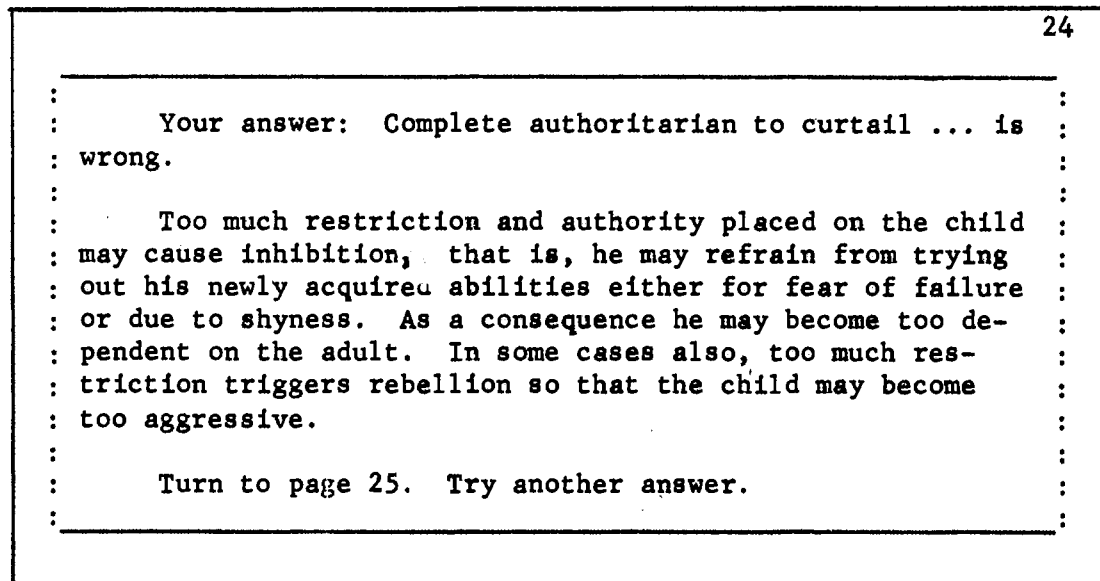 24
Your answer: Complete authoritarian to curtail ... is
wrong.
Too much restriction and authority placed on the child
may cause inhibition, that is, he may refrain from trying
out his newly acquired abilities either for fear of failure
or due to shyness. As a consequence he may become too de-
pendent on the adult. In some cases also, too much res-
triction triggers rebellion so that the child may become
too aggressive.
Turn to page 25. Try another answer.